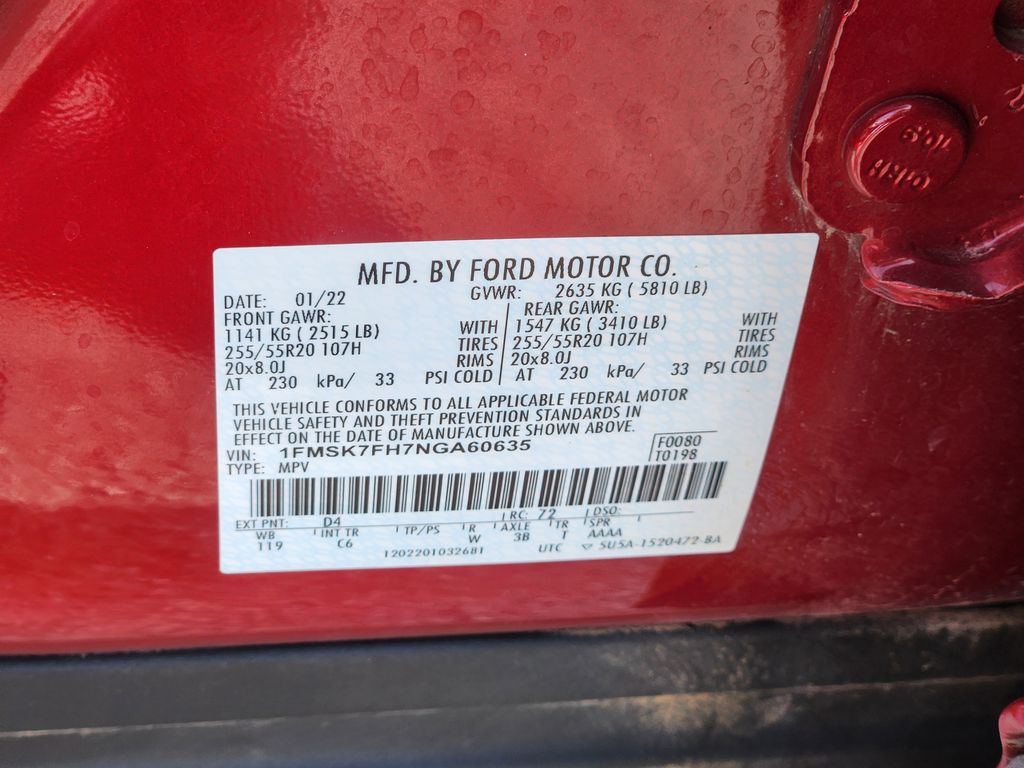 MFD. BY FORD MOTOR CO.
DATE: 01/22 GVWR: 2635 KG ( 5810 LB)
FRONT GAWR: REAR GAWR:
1141 KG ( 2515 LB) WITH 1547 KG ( 3410 LB) WITH
255/55R20 107H TIRES 255/55R20 107H TIRES
20x8.0J RIMS 20x8.0J RIMS
AT 230 kPa/ 33 PSI COLD AT 230 kPa/ 33 PSI COLD
THIS VEHICLE CONFORMS TO ALL APPLICABLE FEDERAL MOTOR
VEHICLE SAFETY AND THEFT PREVENTION STANDARDS IN
EFFECT ON THE DATE OF MANUFACTURE SHOWN ABOVE.
VIN: 1FMSK7FH7NGA60635 F0080
TYPE: MPV T0198
EXT PNT: D4 RC: 72 DSO:
WB INT TR TP/PS R AXLE TR SPR
119 C6 W 3B T AAAA
1202201032681 UTC 5U5A-1520472-BA